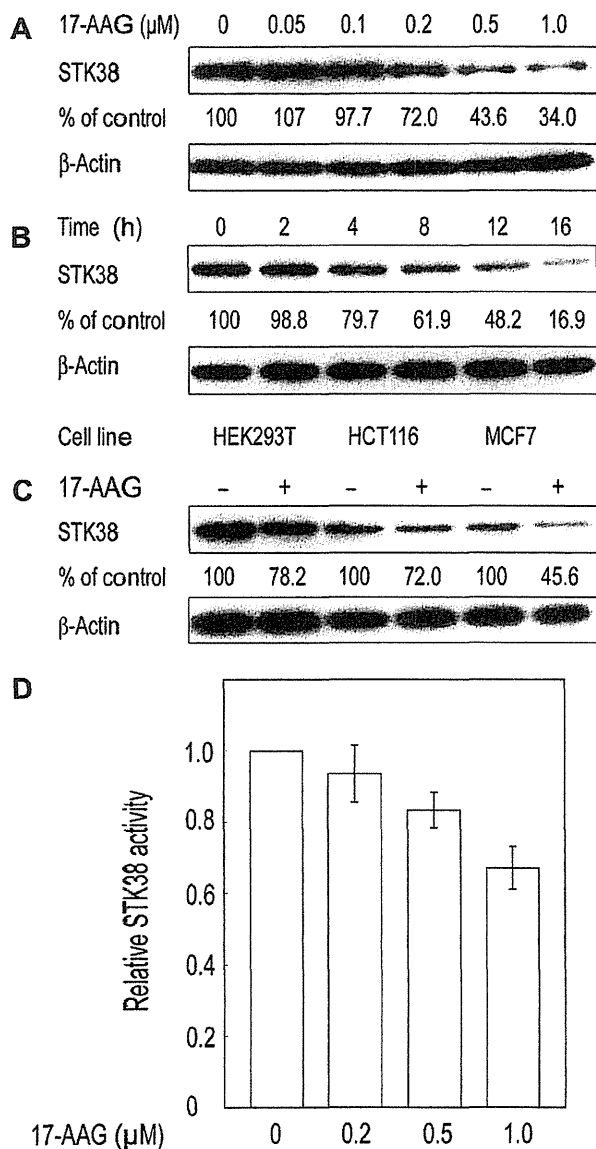 A 17-AAG (µM) 0 0.05 0.1 0.2 0.5 1.0
STK38
% of control 100 107 97.7 72.0 43.6 34.0
β-Actin
B Time (h) 0 2 4 8 12 16
STK38
% of control 100 98.8 79.7 61.9 48.2 16.9
β-Actin
Cell line HEK293T HCT116 MCF7
C 17-AAG – + – + – +
STK38
% of control 100 78.2 100 72.0 100 45.6
β-Actin
D
Relative STK38 activity
1.0
0.8
0.6
0.4
0.2
0
17-AAG (µM) 0 0.2 0.5 1.0